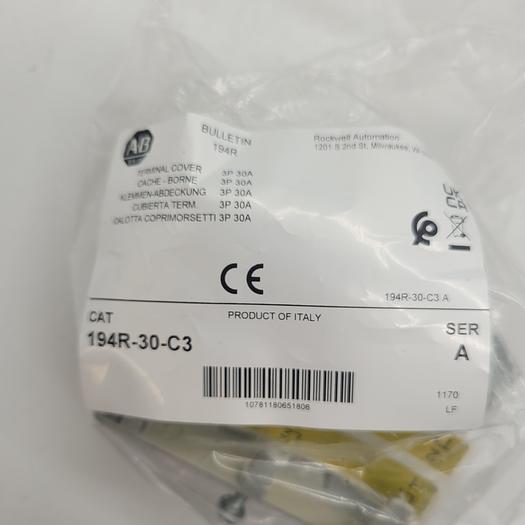 AB
BULLETIN
194R
Rockwell Automation
1201 S 2nd St, Milwaukee,
TERMINAL COVER 3P 30A
CACHE - BORNE 3P 30A
KLEMMEN-ABDECKUNG 3P 30A
CUBIERTA TERM. 3P 30A
CALOTTA COPRIMORSETTI 3P 30A
CE
194R-30-C3 A
PRODUCT OF ITALY
CAT
194R-30-C3
SER
A
10781180651806
1170
LF